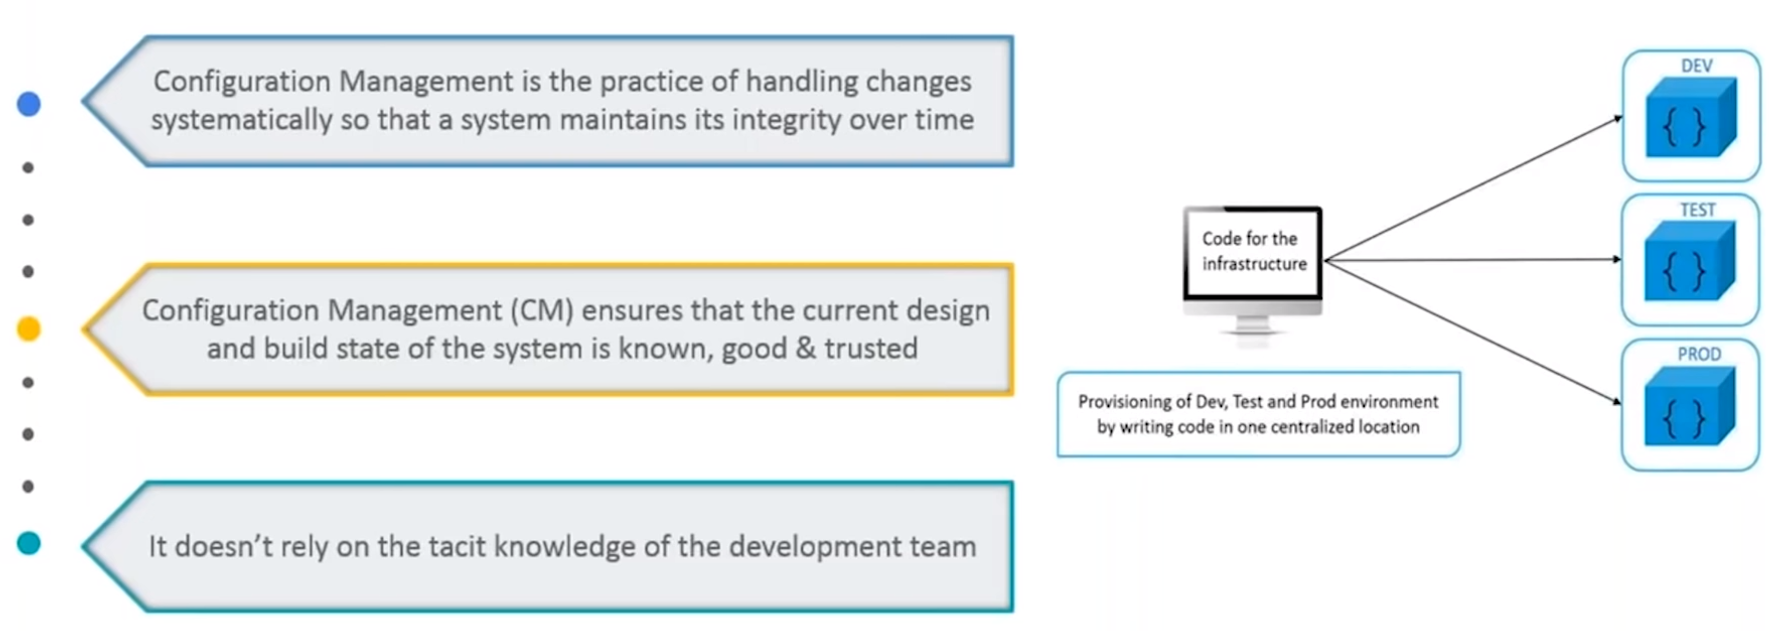 Configuration Management is the practice of handling changes
systematically so that a system maintains its integrity over time
Configuration Management (CM) ensures that the current design
and build state of the system is known, good & trusted
It doesn’t rely on the tacit knowledge of the development team
Code for the
infrastructure
Provisioning of Dev, Test and Prod environment
by writing code in one centralized location
DEV
{ }
TEST
{ }
PROD
{ }